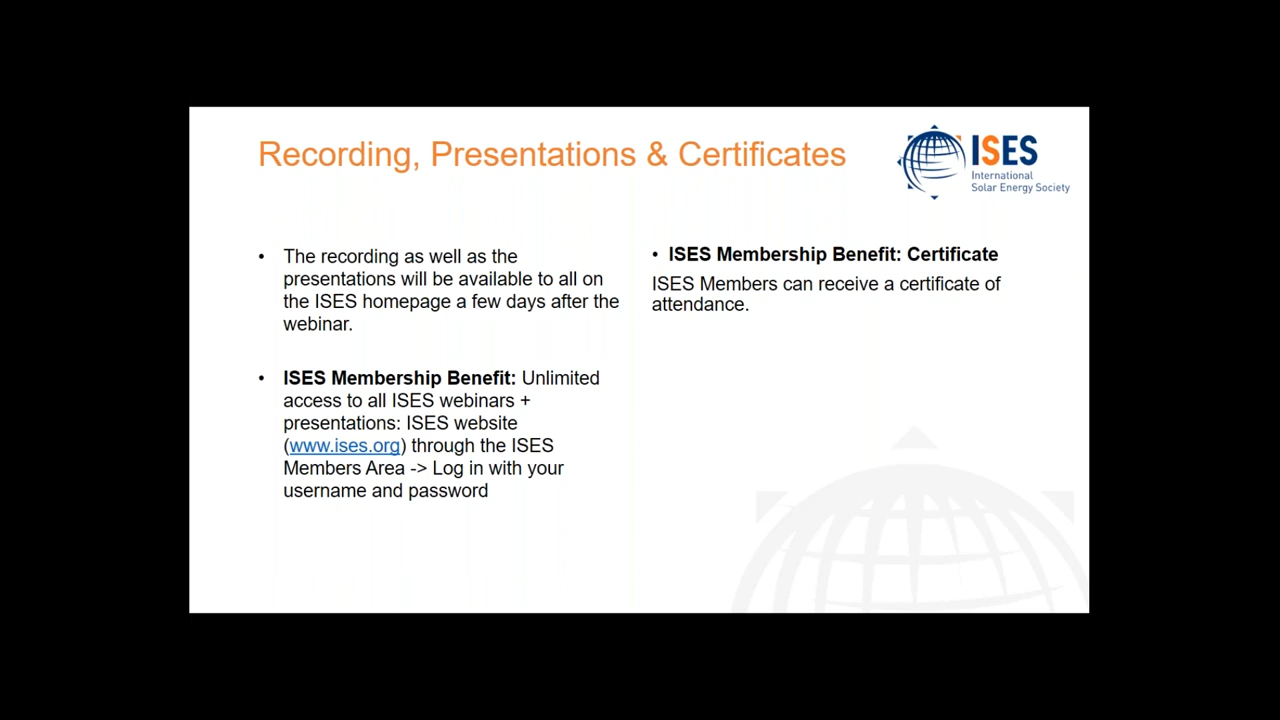 Recording, Presentations & Certificates
ISES
International
Solar Energy Society
• The recording as well as the
presentations will be available to all on
the ISES homepage a few days after the
webinar.
• ISES Membership Benefit: Unlimited
access to all ISES webinars +
presentations: ISES website
(www.ises.org) through the ISES
Members Area -> Log in with your
username and password
• ISES Membership Benefit: Certificate
ISES Members can receive a certificate of
attendance.